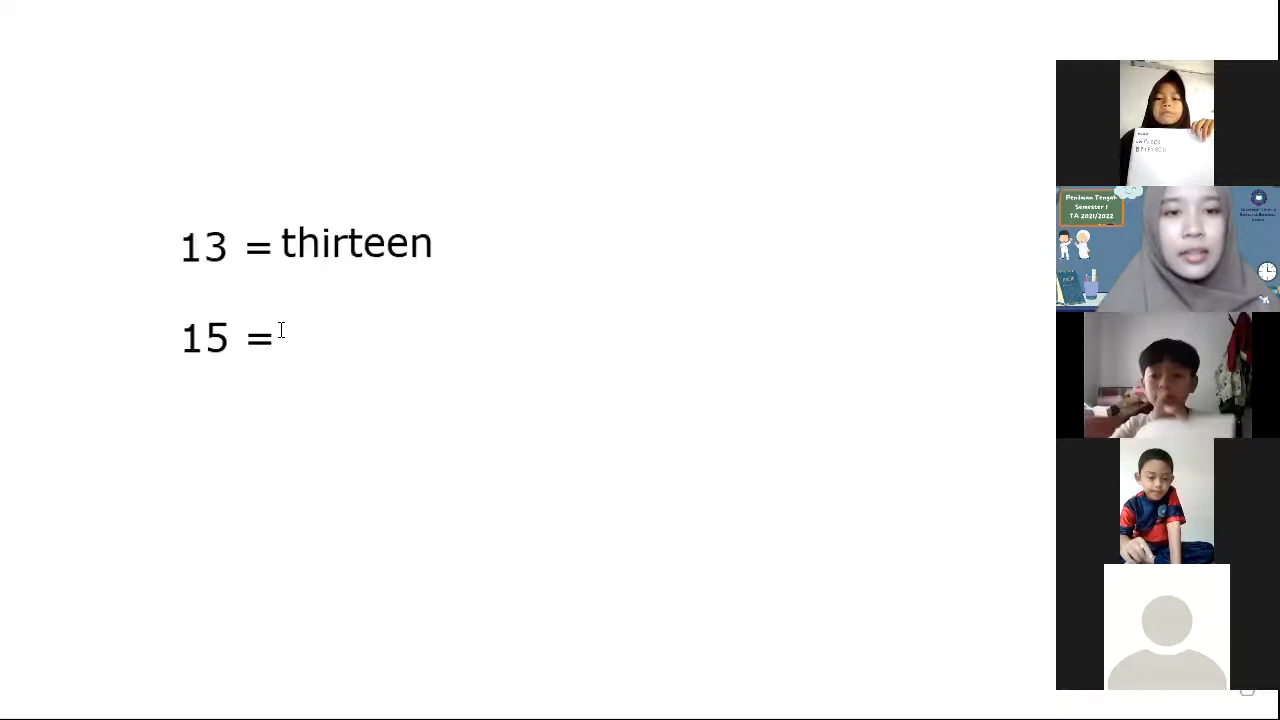 13 = thirteen
15 =
Penilaian Tengah
Semester 1
TA 2021/2022